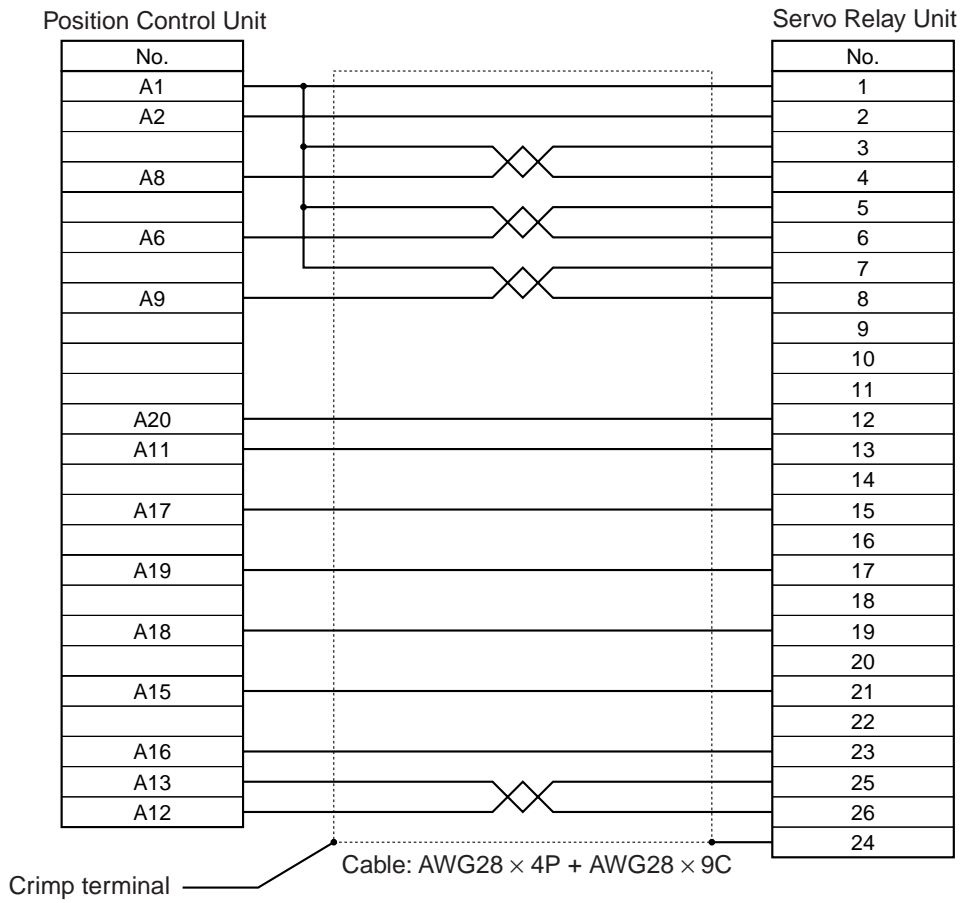 Position Control Unit
Servo Relay Unit
No.
No.
A1
1
A2
2
3
A8
4
5
A6
6
7
A9
8
9
10
11
A20
12
A11
13
14
A17
15
16
A19
17
18
A18
19
20
A15
21
22
A16
23
A13
25
A12
26
24
Cable: AWG28 × 4P + AWG28 × 9C
Crimp terminal